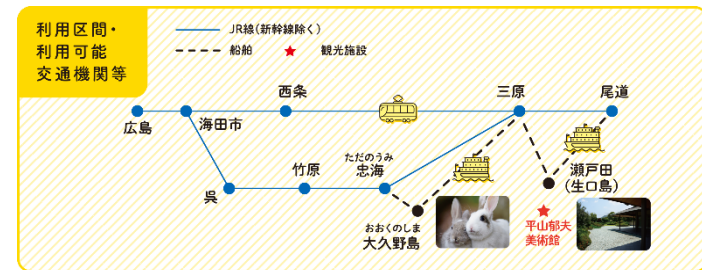 利用区間・
利用可能
交通機関等
JR線(新幹線除く)
船舶
観光施設
西条
三原
尾道
広島
海田市
ただのうみ
忠海
竹原
呉
瀬戸田
(生口島)
おおくのしま
大久野島
平山郁夫
美術館